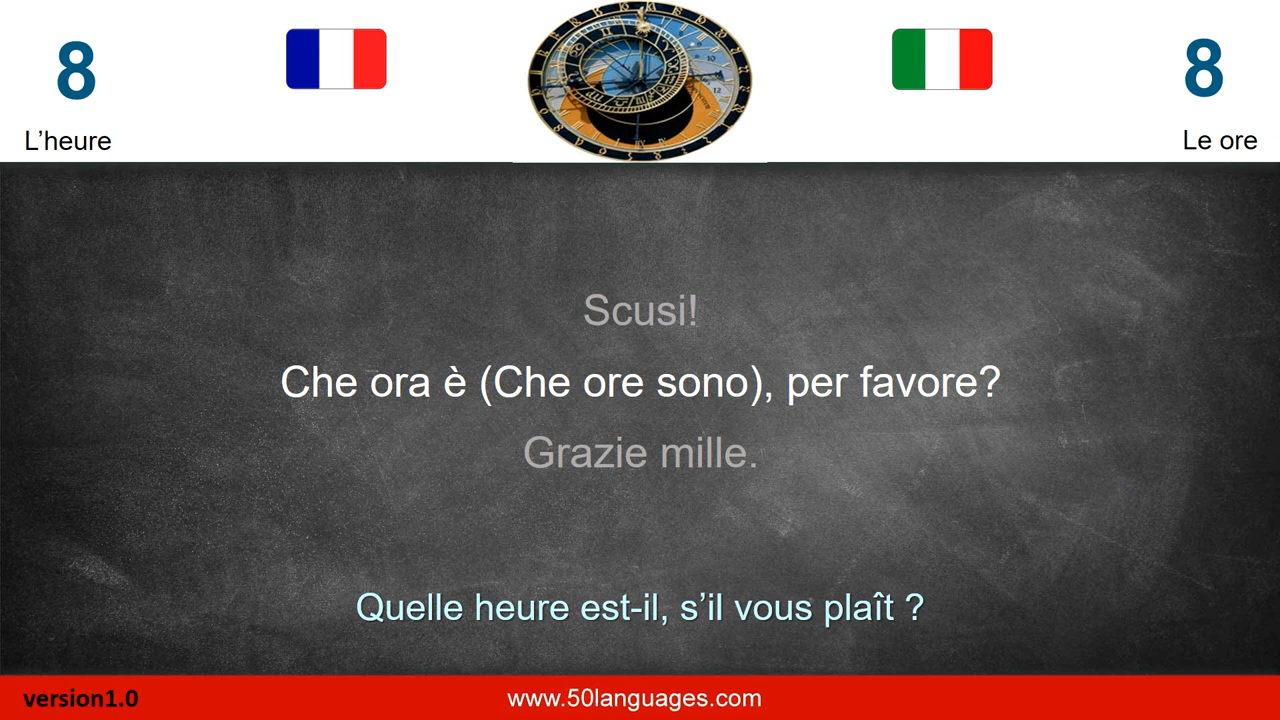 8
8
L’heure
Le ore
Scusi!
Che ora è (Che ore sono), per favore?
Grazie mille.
Quelle heure est-il, s’il vous plaît ?
version1.0
www.50languages.com